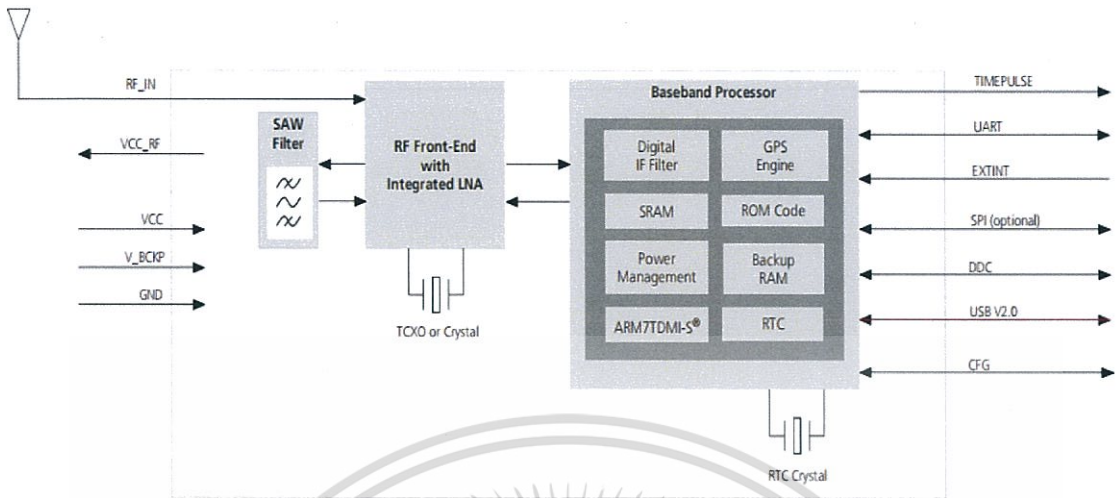 RF_IN
VCC_RF
VCC
V_BCKP
GND
SAW
Filter
RF Front-End
with
Integrated LNA
TCXO or Crystal
Baseband Processor
Digital
IF Filter
GPS
Engine
SRAM
ROM Code
Power
Management
Backup
RAM
ARM7TDMI-S®
RTC
RTC Crystal
TIMEPULSE
UART
EXTINT
SPI (optional)
DDC
USB V2.0
CFG